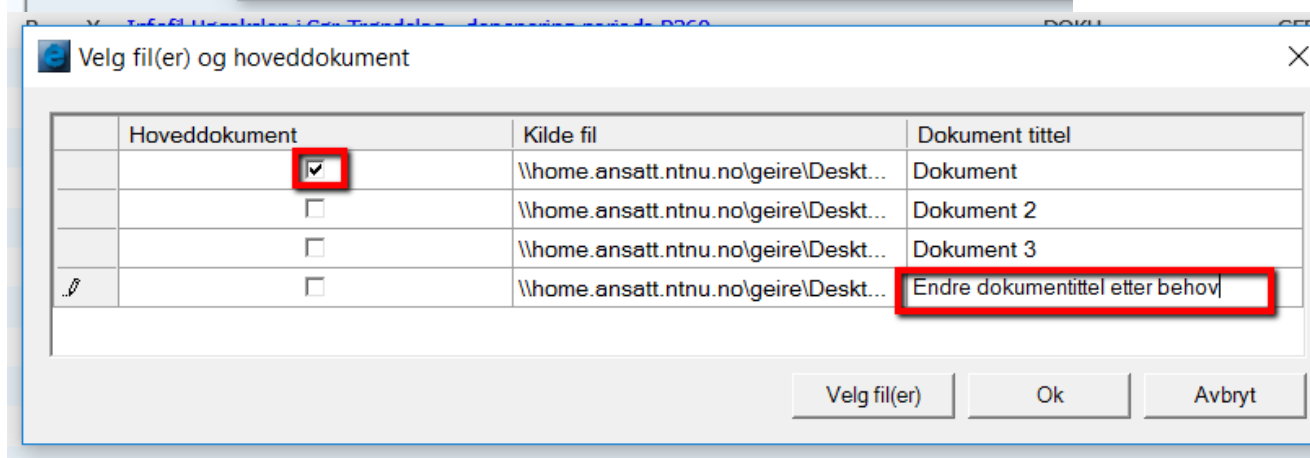 Velg fil(er) og hoveddokument
Hoveddokument Kilde fil Dokument tittel
\\home.ansatt.ntnu.no\geire\Deskt... Dokument
\\home.ansatt.ntnu.no\geire\Deskt... Dokument 2
\\home.ansatt.ntnu.no\geire\Deskt... Dokument 3
\\home.ansatt.ntnu.no\geire\Deskt... Endre dokumentittel etter behov
Velg fil(er) Ok Avbryt